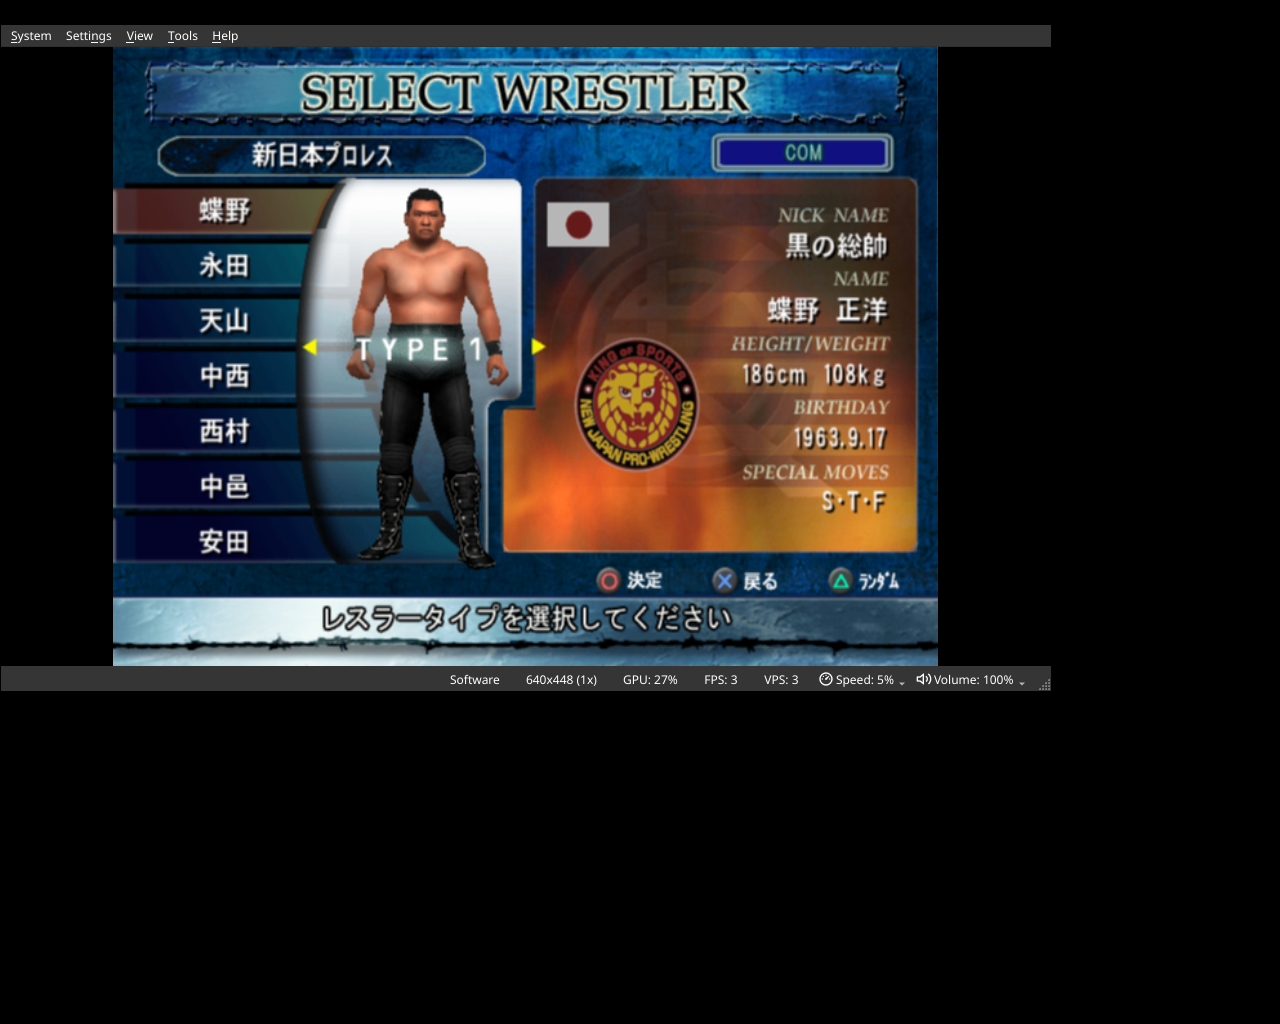 System Settings View Tools Help
SELECT WRESTLER
新日本プロレス
COM
蝶野
永田
天山
中西
西村
中邑
安田
TYPE 1
NICK NAME
黒の総帥
NAME
蝶野 正洋
HEIGHT/WEIGHT
186cm 108kg
BIRTHDAY
1963.9.17
SPECIAL MOVES
S・T・F
KING OF SPORTS
NEW JAPAN PRO-WRESTLING
決定 戻る ランダム
レスラータイプを選択してください
Software 640x448 (1x) GPU: 27% FPS: 3 VPS: 3 Speed: 5% Volume: 100%